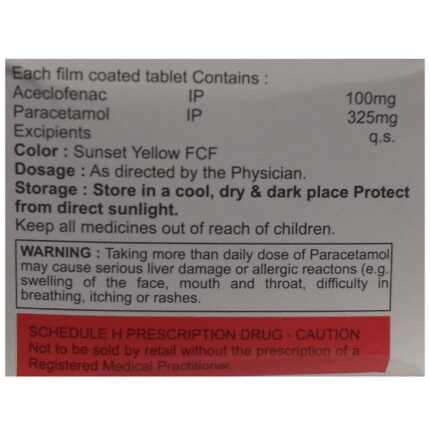 Each film coated tablet Contains :
Aceclofenac IP 100mg
Paracetamol IP 325mg
Excipients q.s.
Color : Sunset Yellow FCF
Dosage : As directed by the Physician.
Storage : Store in a cool, dry & dark place Protect
from direct sunlight.
Keep all medicines out of reach of children.
WARNING : Taking more than daily dose of Paracetamol
may cause serious liver damage or allergic reactons (e.g.
swelling of the face, mouth and throat, difficulty in
breathing, itching or rashes.
SCHEDULE H PRESCRIPTION DRUG - CAUTION
Not to be sold by retail without the prescription of a
Registered Medical Practitioner.